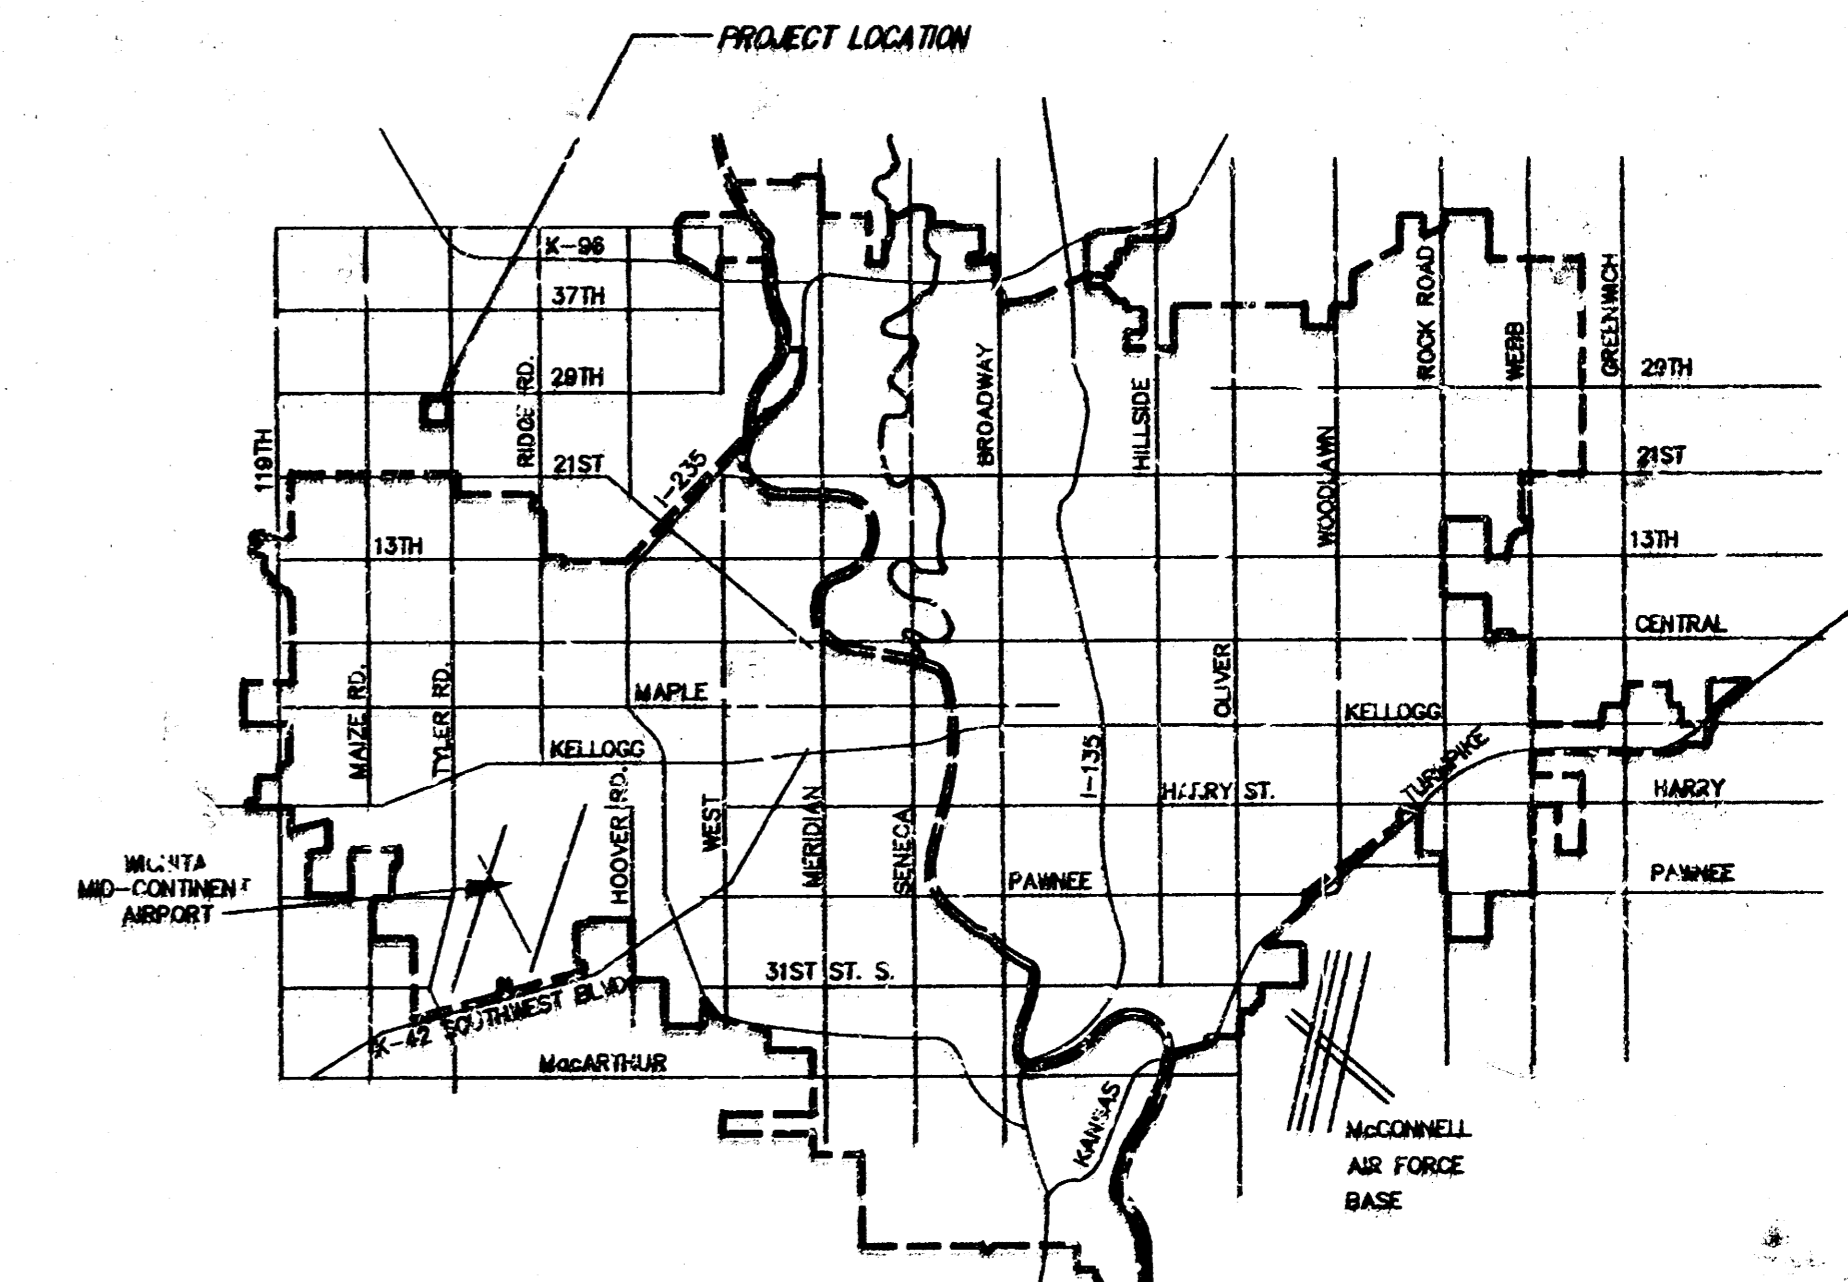 PROJECT LOCATION
K-96
37TH
29TH
29TH
RIDGE RD.
BROADWAY
HILLSIDE
WOODLAWN
ROCK ROAD
WEBB
GREENWICH
119TH
21ST
I-235
21ST
13TH
13TH
CENTRAL
MAIZE RD.
TYLER RD.
MAPLE
OLIVER
KELLOGG
KELLOGG
I-135
TURNPIKE
HOOVER RD.
WEST
MERIDIAN
SENECA
HARRY ST.
HARRY
WICHITA
MID-CONTINENT
AIRPORT
PAWNEE
PAWNEE
31ST ST. S.
K-42 SOUTHWEST BLVD
MacARTHUR
KANSAS
McCONNELL
AIR FORCE
BASE